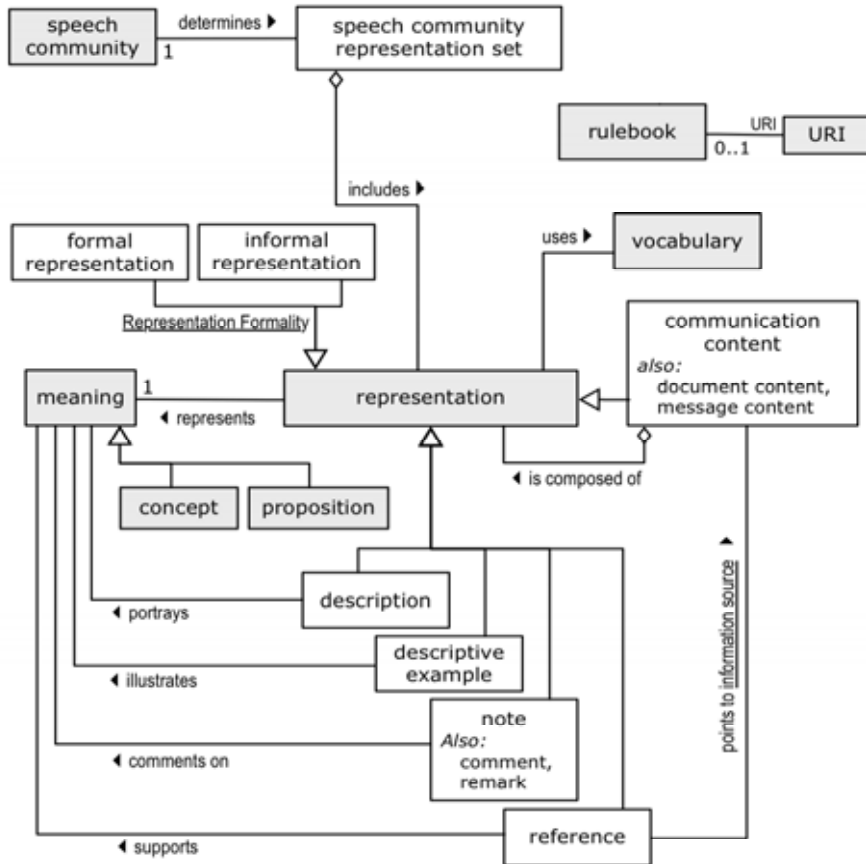 speech
community
determines
1
speech community
representation set
rulebook
URI
0..1
URI
includes
formal
representation
informal
representation
uses
vocabulary
Representation Formality
communication
content
also:
document content,
message content
meaning
1
represents
representation
is composed of
concept
proposition
description
portrays
descriptive
example
illustrates
note
Also:
comment,
remark
comments on
points to information source
reference
supports